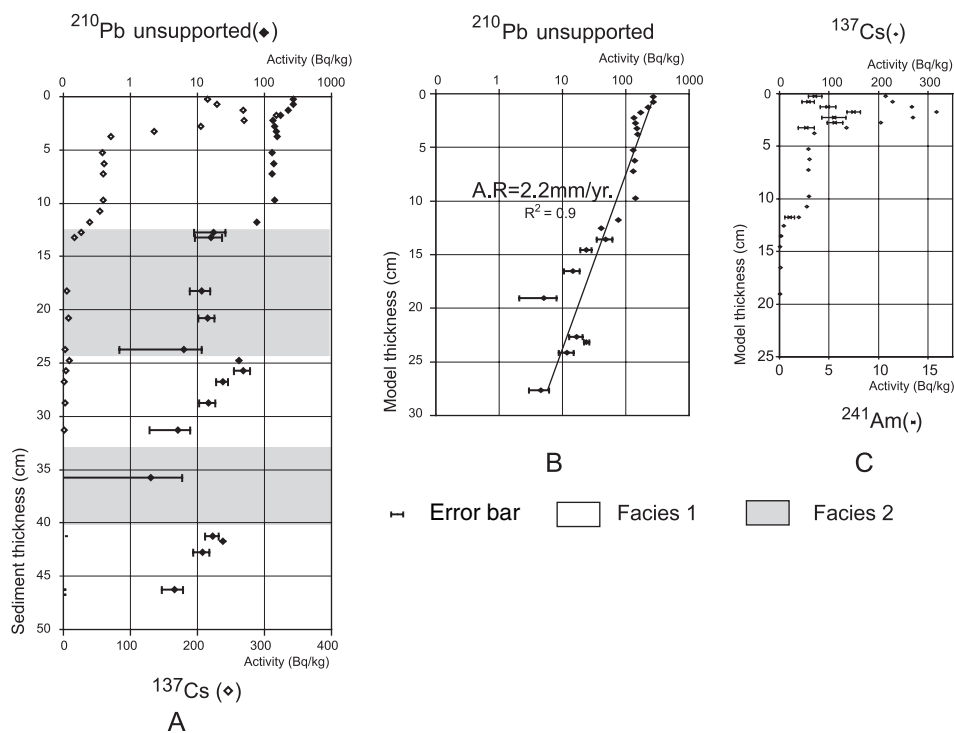 ²¹⁰Pb unsupported(◆)
Activity (Bq/kg)
0 1 10 100 1000
0
5
10
15
20
25
30
35
40
45
50
Sediment thickness (cm)
0 100 200 300 400
Activity (Bq/kg)
¹³⁷Cs (◇)
A
²¹⁰Pb unsupported
Activity (Bq/kg)
0 1 10 100 1000
0
5
10
15
20
25
30
Model thickness (cm)
A.R=2.2mm/yr.
R² = 0.9
B
¹³⁷Cs(⋄)
Activity (Bq/kg)
0 100 200 300
0
5
10
15
20
25
Model thickness (cm)
0 5 10 15
Activity (Bq/kg)
²⁴¹Am(-)
C
Error bar Facies 1 Facies 2